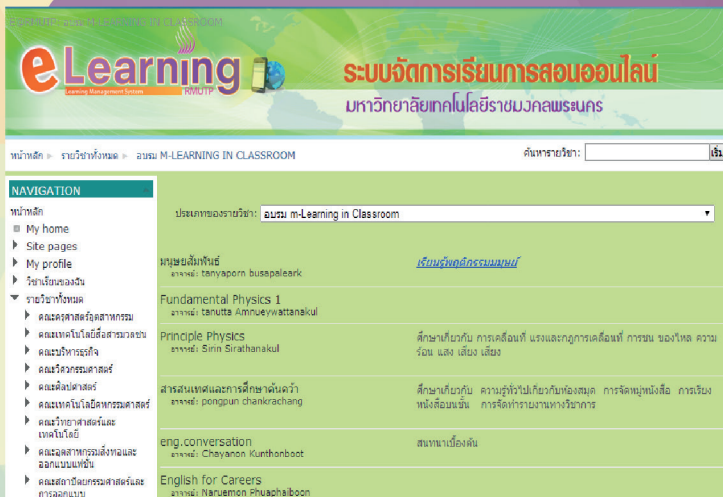 eLearning
Learning Management System
RMUTP
ระบบจัดการเรียนการสอนออนไลน์
มหาวิทยาลัยเทคโนโลยีราชมงคลพระนคร
หน้าหลัก ► รายวิชาทั้งหมด ► อบรม M-LEARNING IN CLASSROOM
ค้นหารายวิชา:
NAVIGATION
หน้าหลัก
My home
Site pages
My profile
วิชาเรียนของฉัน
รายวิชาทั้งหมด
คณะครุศาสตร์อุตสาหกรรม
คณะเทคโนโลยีสื่อสารมวลชน
คณะบริหารธุรกิจ
คณะวิศวกรรมศาสตร์
คณะศิลปศาสตร์
คณะเทคโนโลยีคหกรรมศาสตร์
คณะวิทยาศาสตร์และ
เทคโนโลยี
คณะอุตสาหกรรมสิ่งทอและ
ออกแบบแฟชั่น
คณะสถาปัตยกรรมศาสตร์และ
การออกแบบ
ประเภทของรายวิชา: อบรม m-Learning in Classroom
มนุษยสัมพันธ์
อาจารย์: tanyaporn busapaleark
เรียนรู้พฤติกรรมมนุษย์
Fundamental Physics 1
อาจารย์: tanutta Amnueywattanakul
Principle Physics
อาจารย์: Sirin Sirathanakul
ศึกษาเกี่ยวกับ การเคลื่อนที่ แรงและกฎการเคลื่อนที่ การชน ของไหล ความ
ร้อน แสง เสียง เสียง
สารสนเทศและการศึกษาค้นคว้า
อาจารย์: pongpun chankrachang
ศึกษาเกี่ยวกับ ความรู้ทั่วไปเกี่ยวกับห้องสมุด การจัดหมู่หนังสือ การเรียง
หนังสือบนชั้น การจัดทำรายงานทางวิชาการ
eng.conversation
อาจารย์: Chayanon Kunthonboot
สนทนาเบื้องต้น
English for Careers
อาจารย์: Naruemon Phuaphaiboon